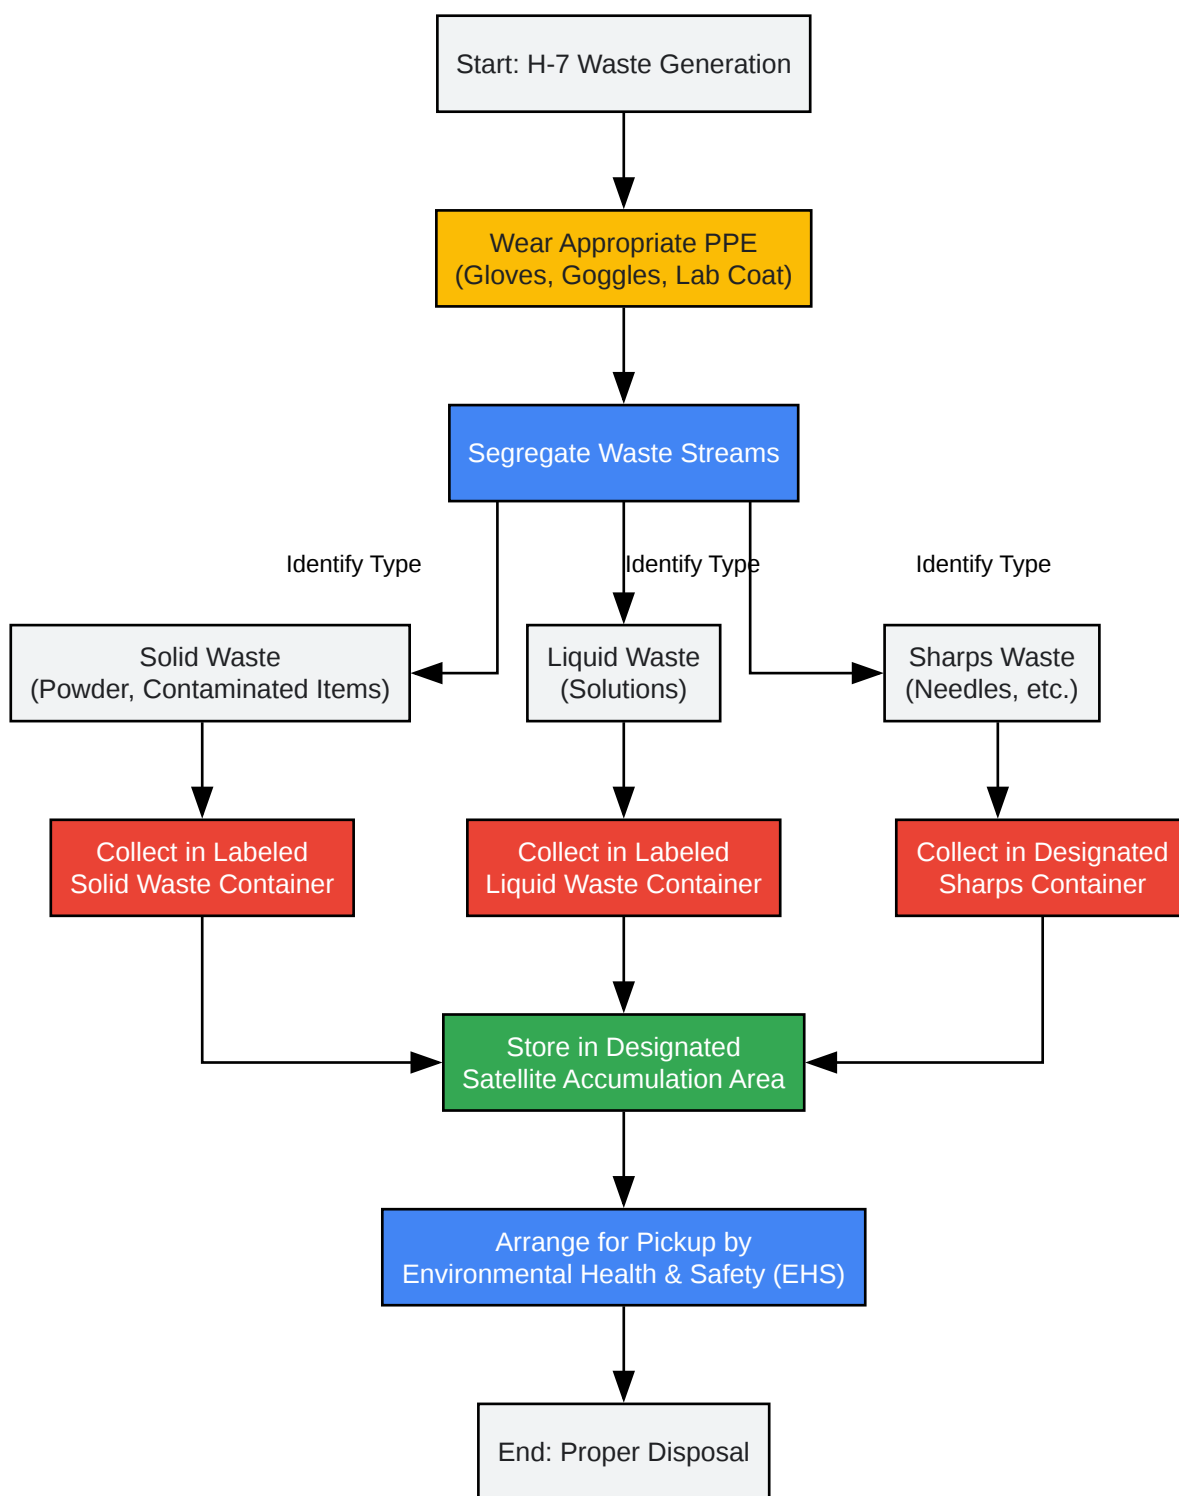 Start: H-7 Waste Generation
Wear Appropriate PPE
(Gloves, Goggles, Lab Coat)
Segregate Waste Streams
Identify Type
Identify Type
Identify Type
Solid Waste
(Powder, Contaminated Items)
Liquid Waste
(Solutions)
Sharps Waste
(Needles, etc.)
Collect in Labeled
Solid Waste Container
Collect in Labeled
Liquid Waste Container
Collect in Designated
Sharps Container
Store in Designated
Satellite Accumulation Area
Arrange for Pickup by
Environmental Health & Safety (EHS)
End: Proper Disposal